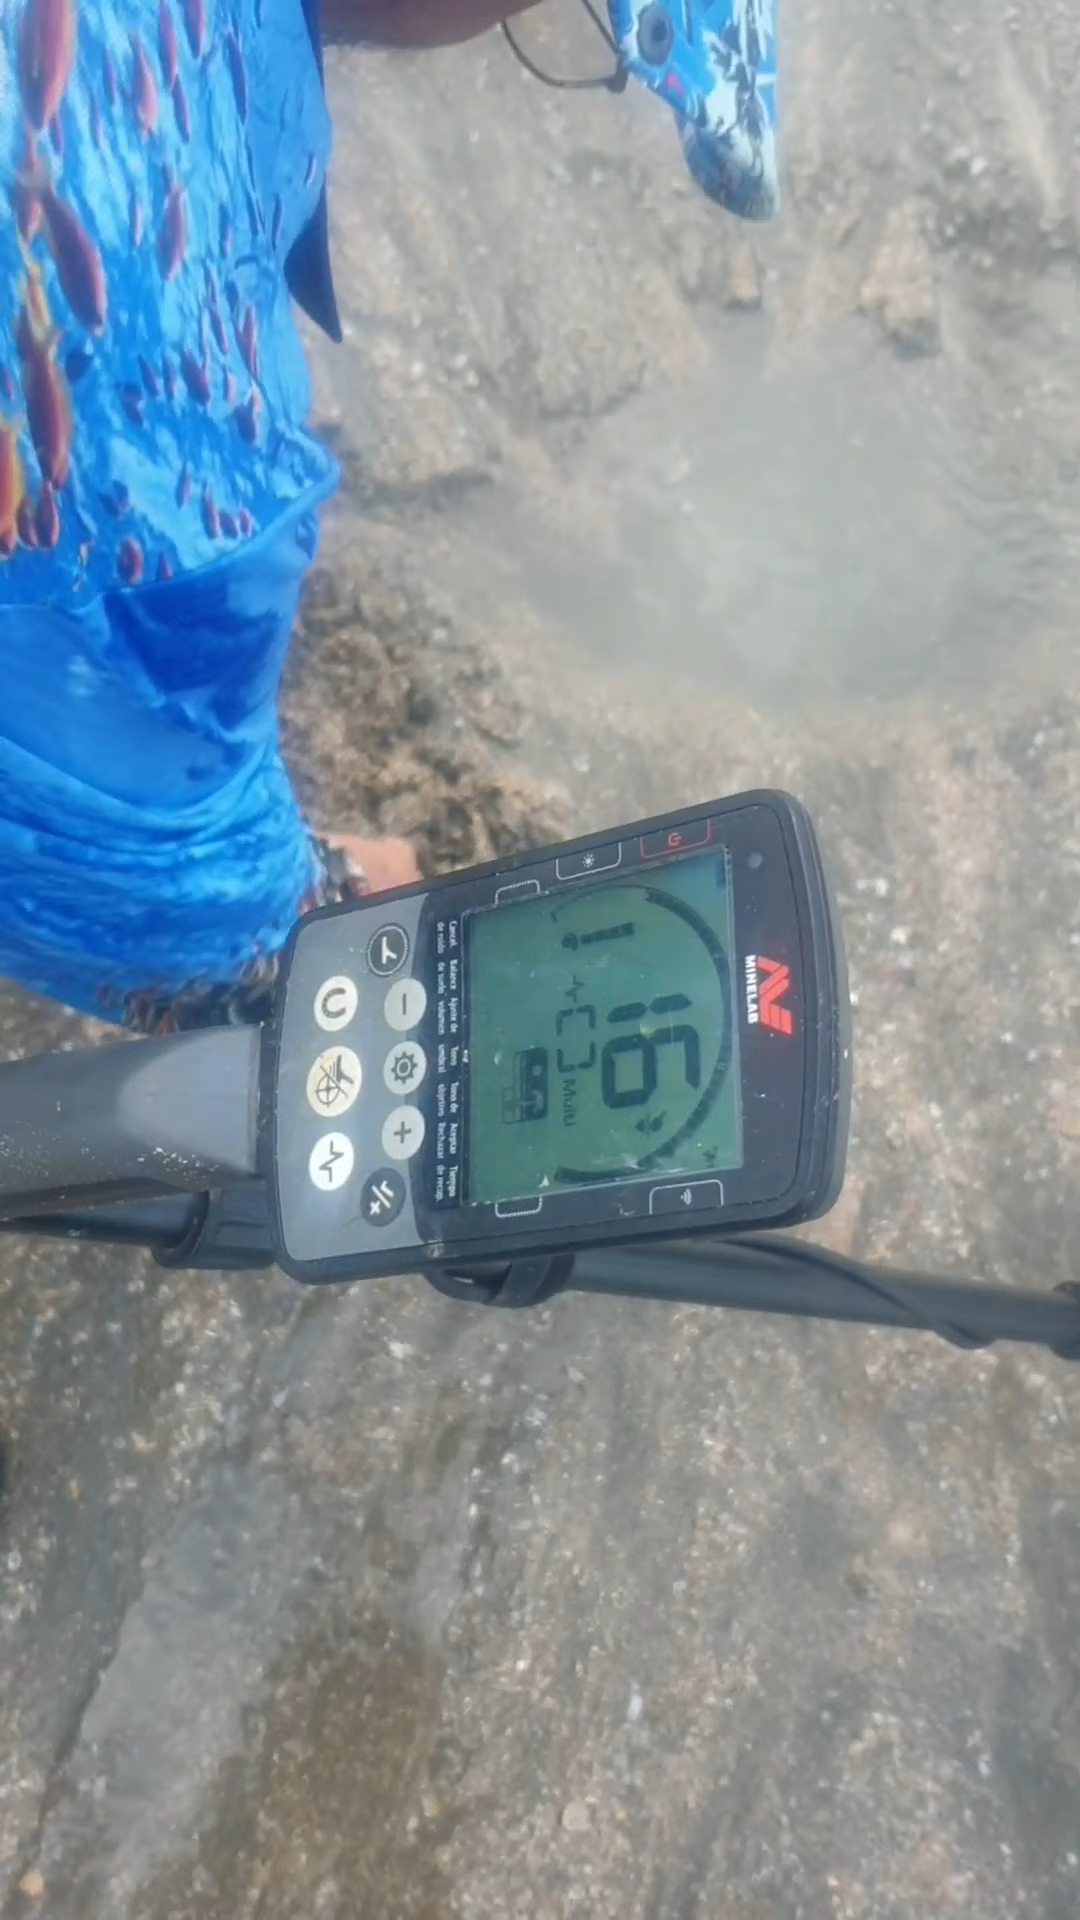 MINELAB
16
1
Multi
Cancel. de ruido
Balance de suelo
Ajuste de volumen
Tono umbral
Tono de objetivo
Aceptar Rechazar
Tiempo de recup.